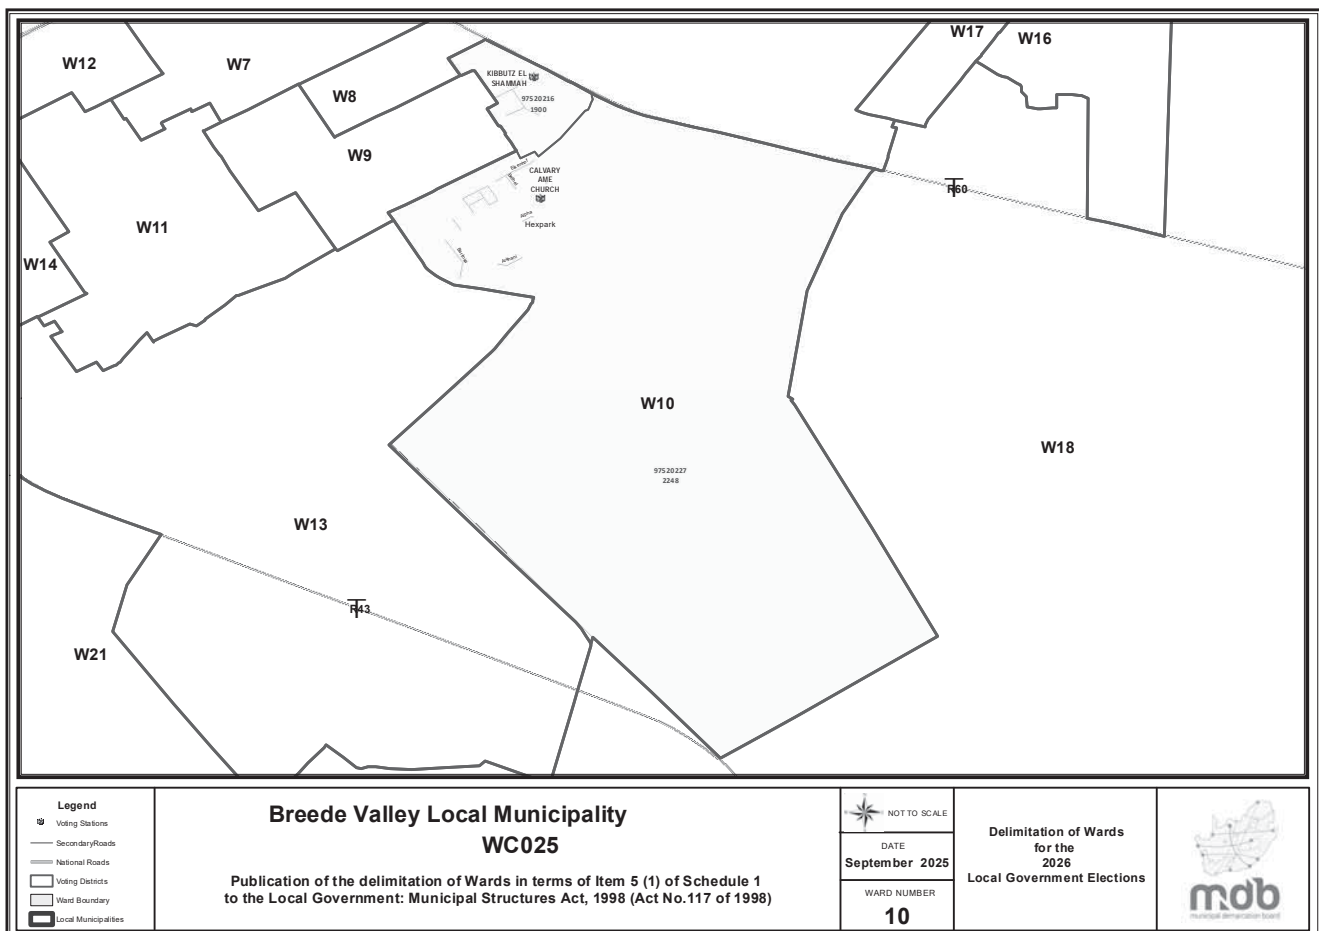 W17
W16
W12
W7
W8
KIBBUTZ EL
SHAMMAH
97520216
1900
W9
CALVARY
AME
CHURCH
R60
Alpha
Hexpark
W11
W14
W10
W18
97520227
2248
W13
R43
W21
Legend
Voting Stations
SecondaryRoads
National Roads
Voting Districts
Ward Boundary
Local Municipalities
Breede Valley Local Municipality
WC025
Publication of the delimitation of Wards in terms of Item 5 (1) of Schedule 1
to the Local Government: Municipal Structures Act, 1998 (Act No.117 of 1998)
NOT TO SCALE
DATE
September 2025
WARD NUMBER
10
Delimitation of Wards
for the
2026
Local Government Elections
mdb
municipal demarcation board